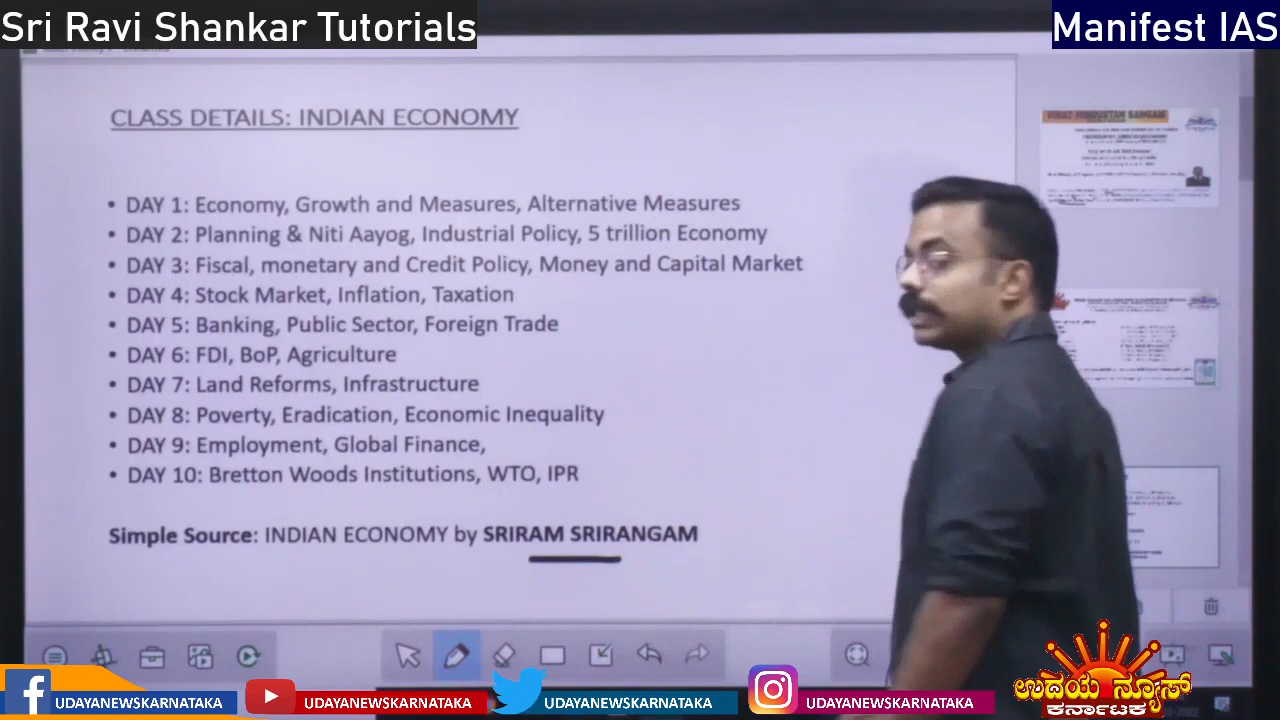 Sri Ravi Shankar Tutorials
Manifest IAS
CLASS DETAILS: INDIAN ECONOMY
• DAY 1: Economy, Growth and Measures, Alternative Measures
• DAY 2: Planning & Niti Aayog, Industrial Policy, 5 trillion Economy
• DAY 3: Fiscal, monetary and Credit Policy, Money and Capital Market
• DAY 4: Stock Market, Inflation, Taxation
• DAY 5: Banking, Public Sector, Foreign Trade
• DAY 6: FDI, BoP, Agriculture
• DAY 7: Land Reforms, Infrastructure
• DAY 8: Poverty, Eradication, Economic Inequality
• DAY 9: Employment, Global Finance,
• DAY 10: Bretton Woods Institutions, WTO, IPR
Simple Source: INDIAN ECONOMY by SRIRAM SRIRANGAM
VIRAT HINDUSTAN SANGAM
UDAYANEWSKARNATAKA
UDAYANEWSKARNATAKA
UDAYANEWSKARNATAKA
UDAYANEWSKARNATAKA
ಉದಯ ನ್ಯೂಸ್
ಕರ್ನಾಟಕ